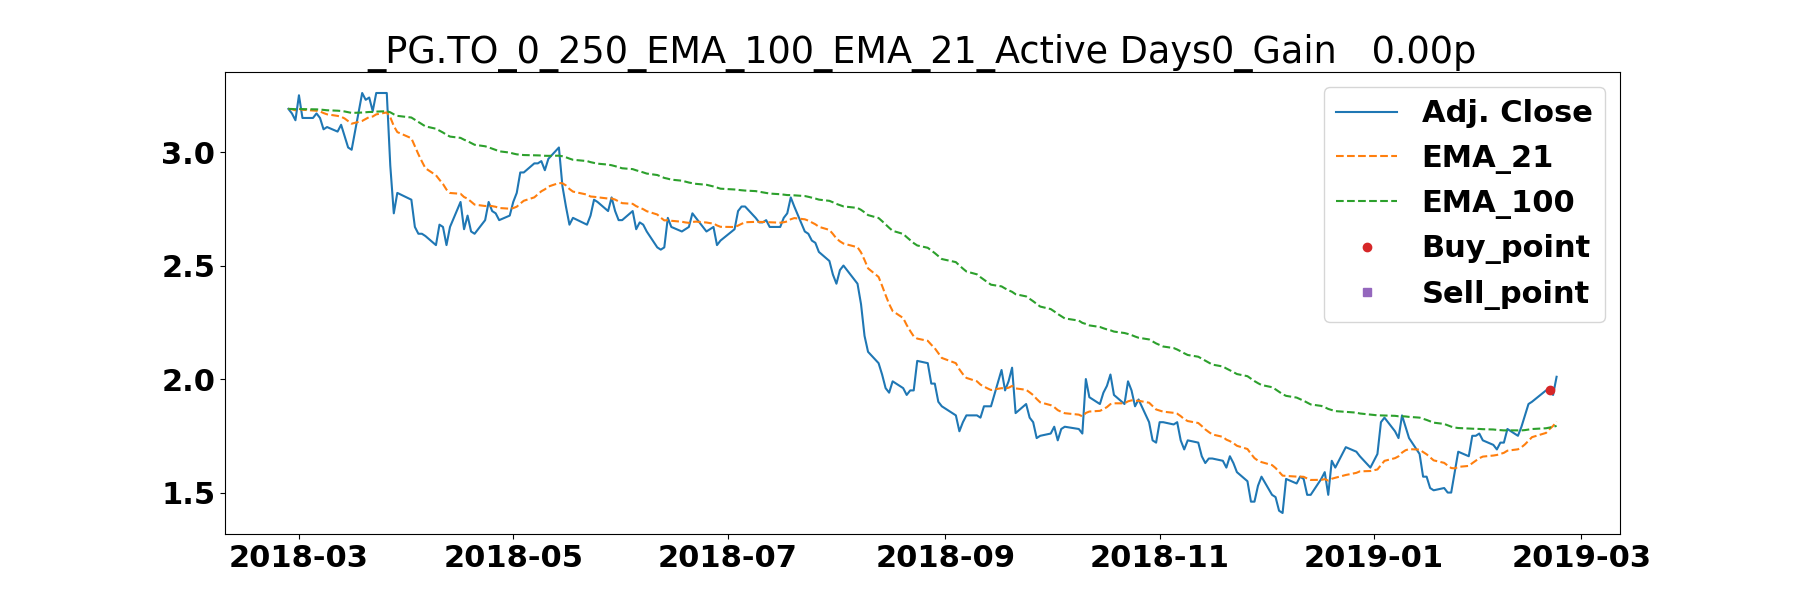 _PG.TO_0_250_EMA_100_EMA_21_Active Days0_Gain   0.00p
Adj. Close
EMA_21
EMA_100
Buy_point
Sell_point
3.0
2.5
2.0
1.5
2018-03 2018-05 2018-07 2018-09 2018-11 2019-01 2019-03